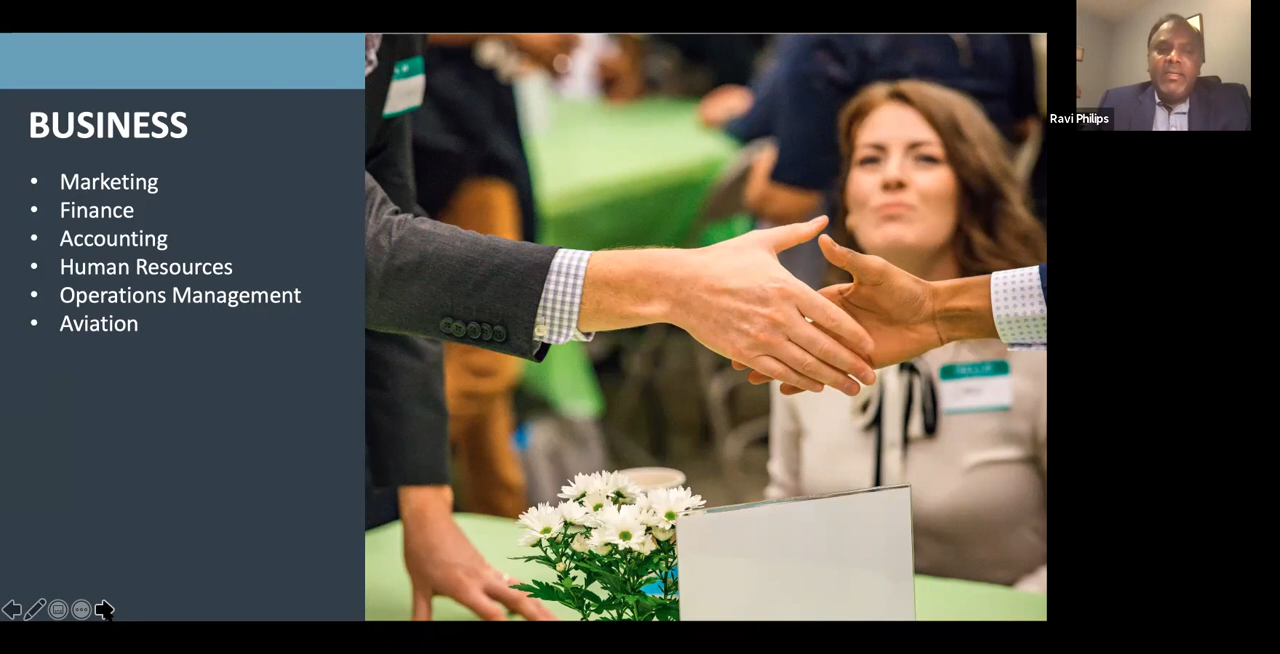 BUSINESS
• Marketing
• Finance
• Accounting
• Human Resources
• Operations Management
• Aviation
Ravi Philips